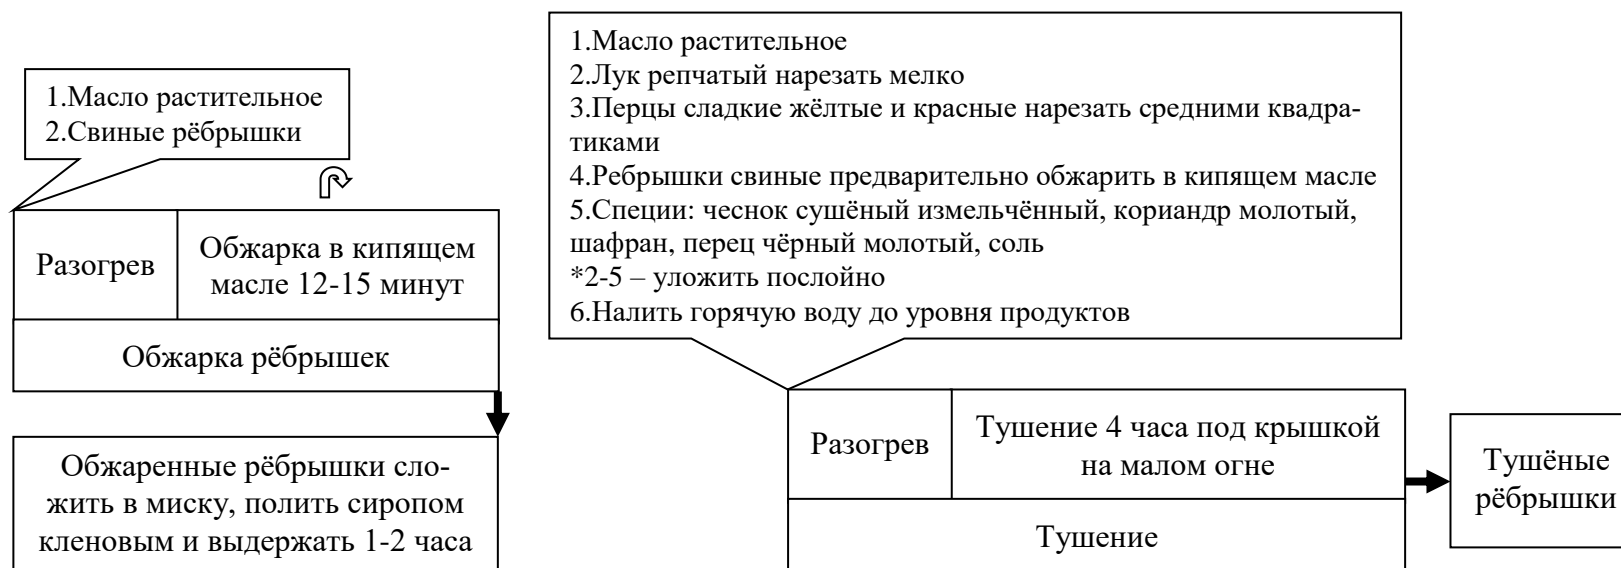 1.Масло растительное
2.Свиные рёбрышки
Разогрев
Обжарка в кипящем
масле 12-15 минут
Обжарка рёбрышек
Обжаренные рёбрышки сло-
жить в миску, полить сиропом
кленовым и выдержать 1-2 часа
1.Масло растительное
2.Лук репчатый нарезать мелко
3.Перцы сладкие жёлтые и красные нарезать средними квадра-
тиками
4.Ребрышки свиные предварительно обжарить в кипящем масле
5.Специи: чеснок сушёный измельчённый, кориандр молотый,
шафран, перец чёрный молотый, соль
*2-5 – уложить послойно
6.Налить горячую воду до уровня продуктов
Разогрев
Тушение 4 часа под крышкой
на малом огне
Тушение
Тушёные
рёбрышки